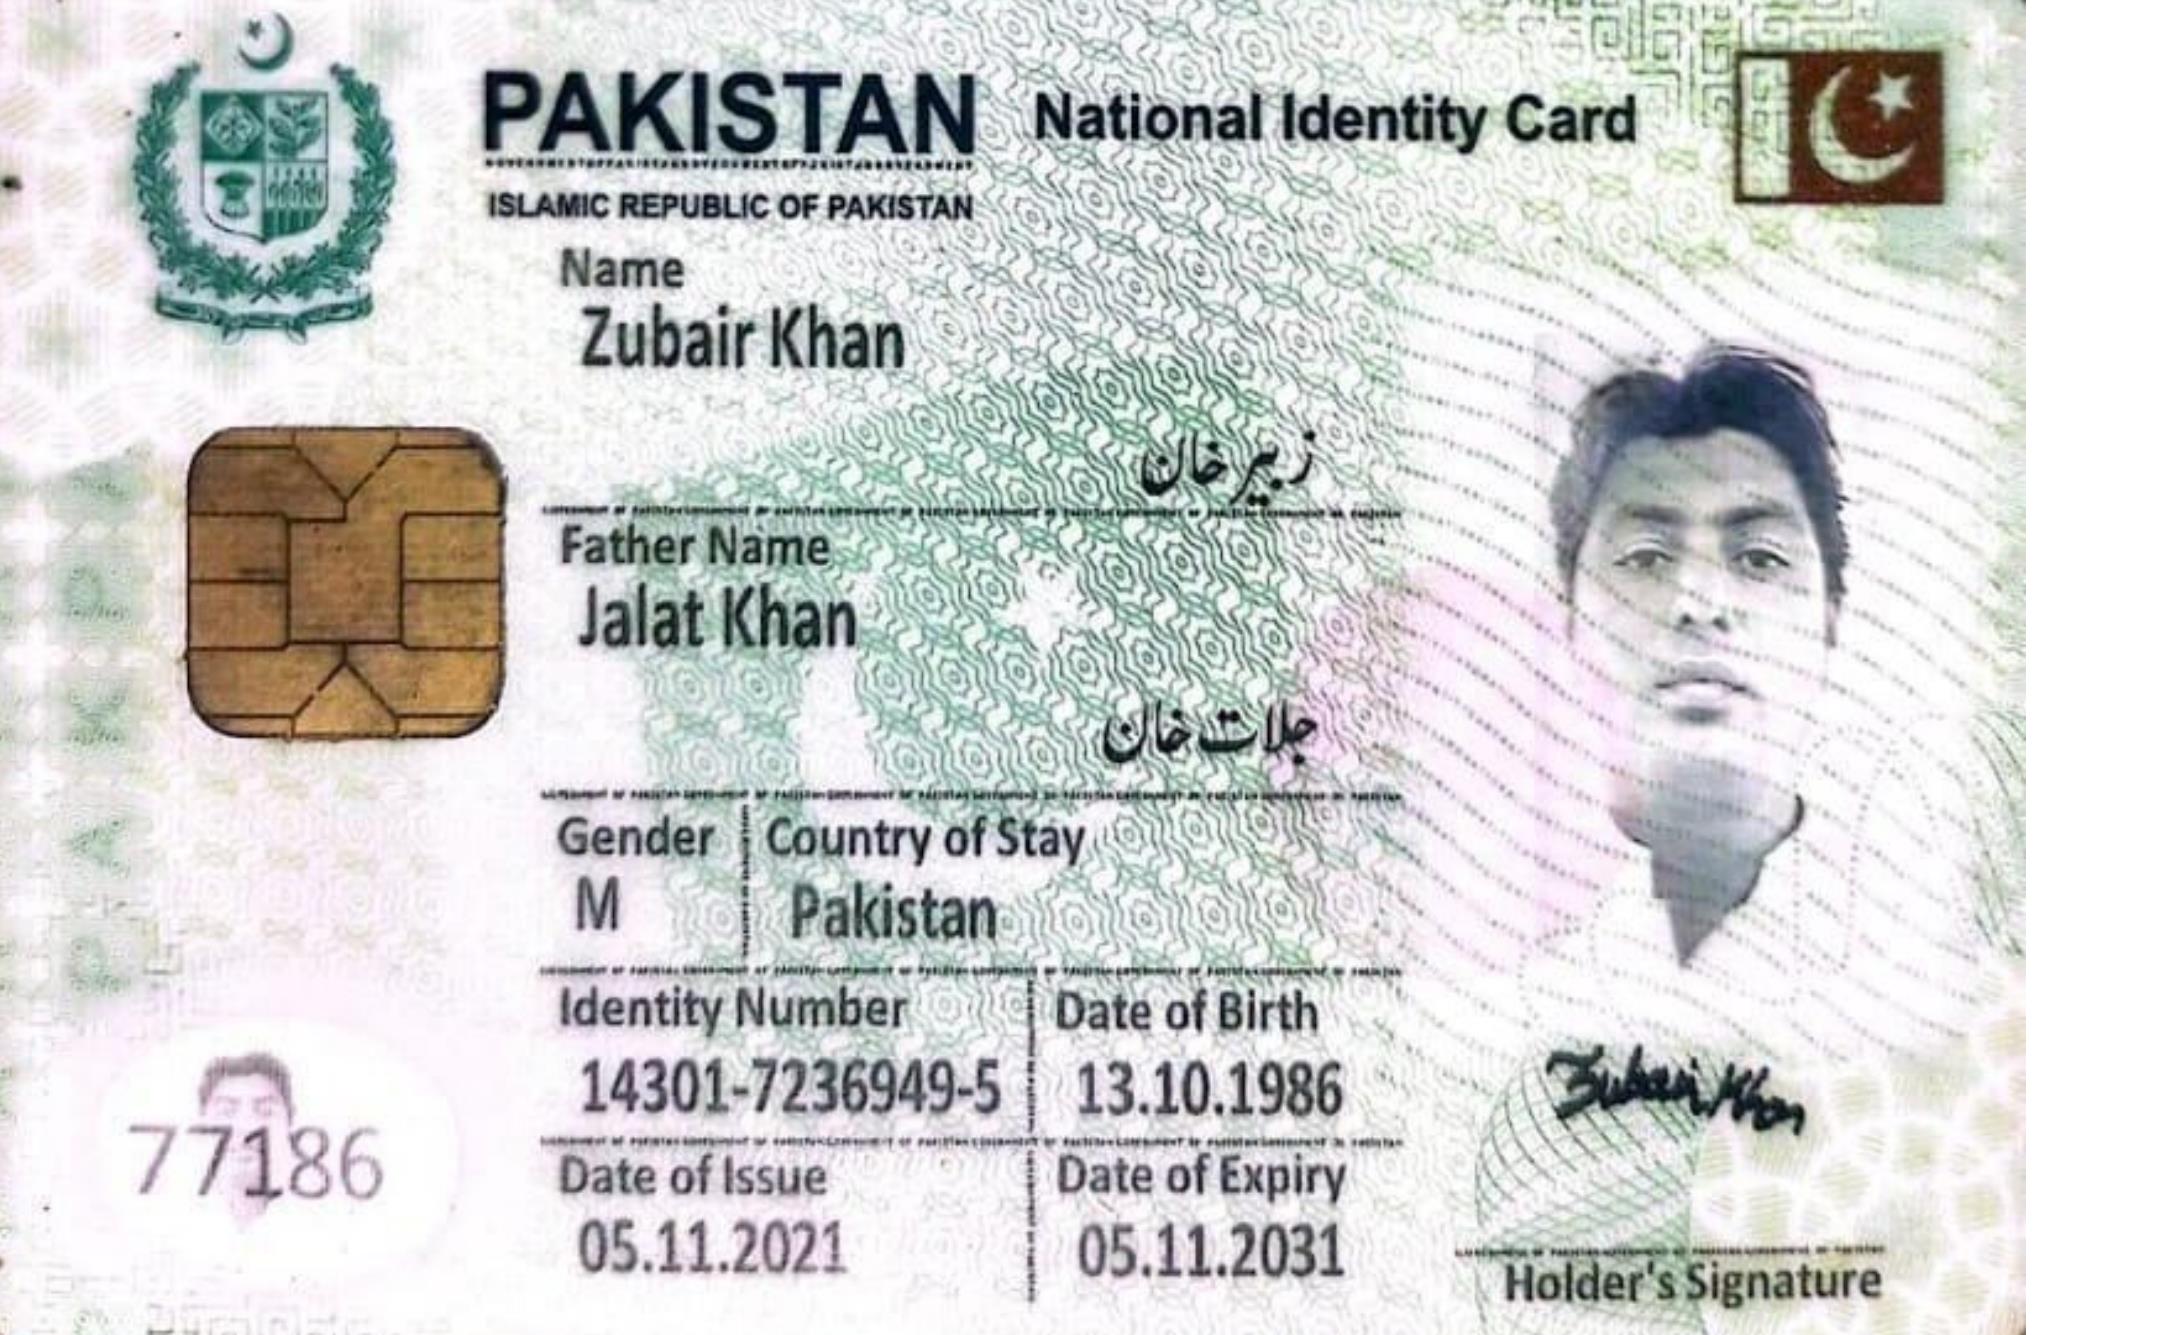 PAKISTAN National Identity Card
ISLAMIC REPUBLIC OF PAKISTAN
Name
Zubair Khan
زبیر خان
Father Name
Jalat Khan
جلات خان
Gender Country of Stay
M Pakistan
Identity Number Date of Birth
14301-7236949-5 13.10.1986
Zubair Khan
77186
Date of Issue Date of Expiry
05.11.2021 05.11.2031
Holder's Signature